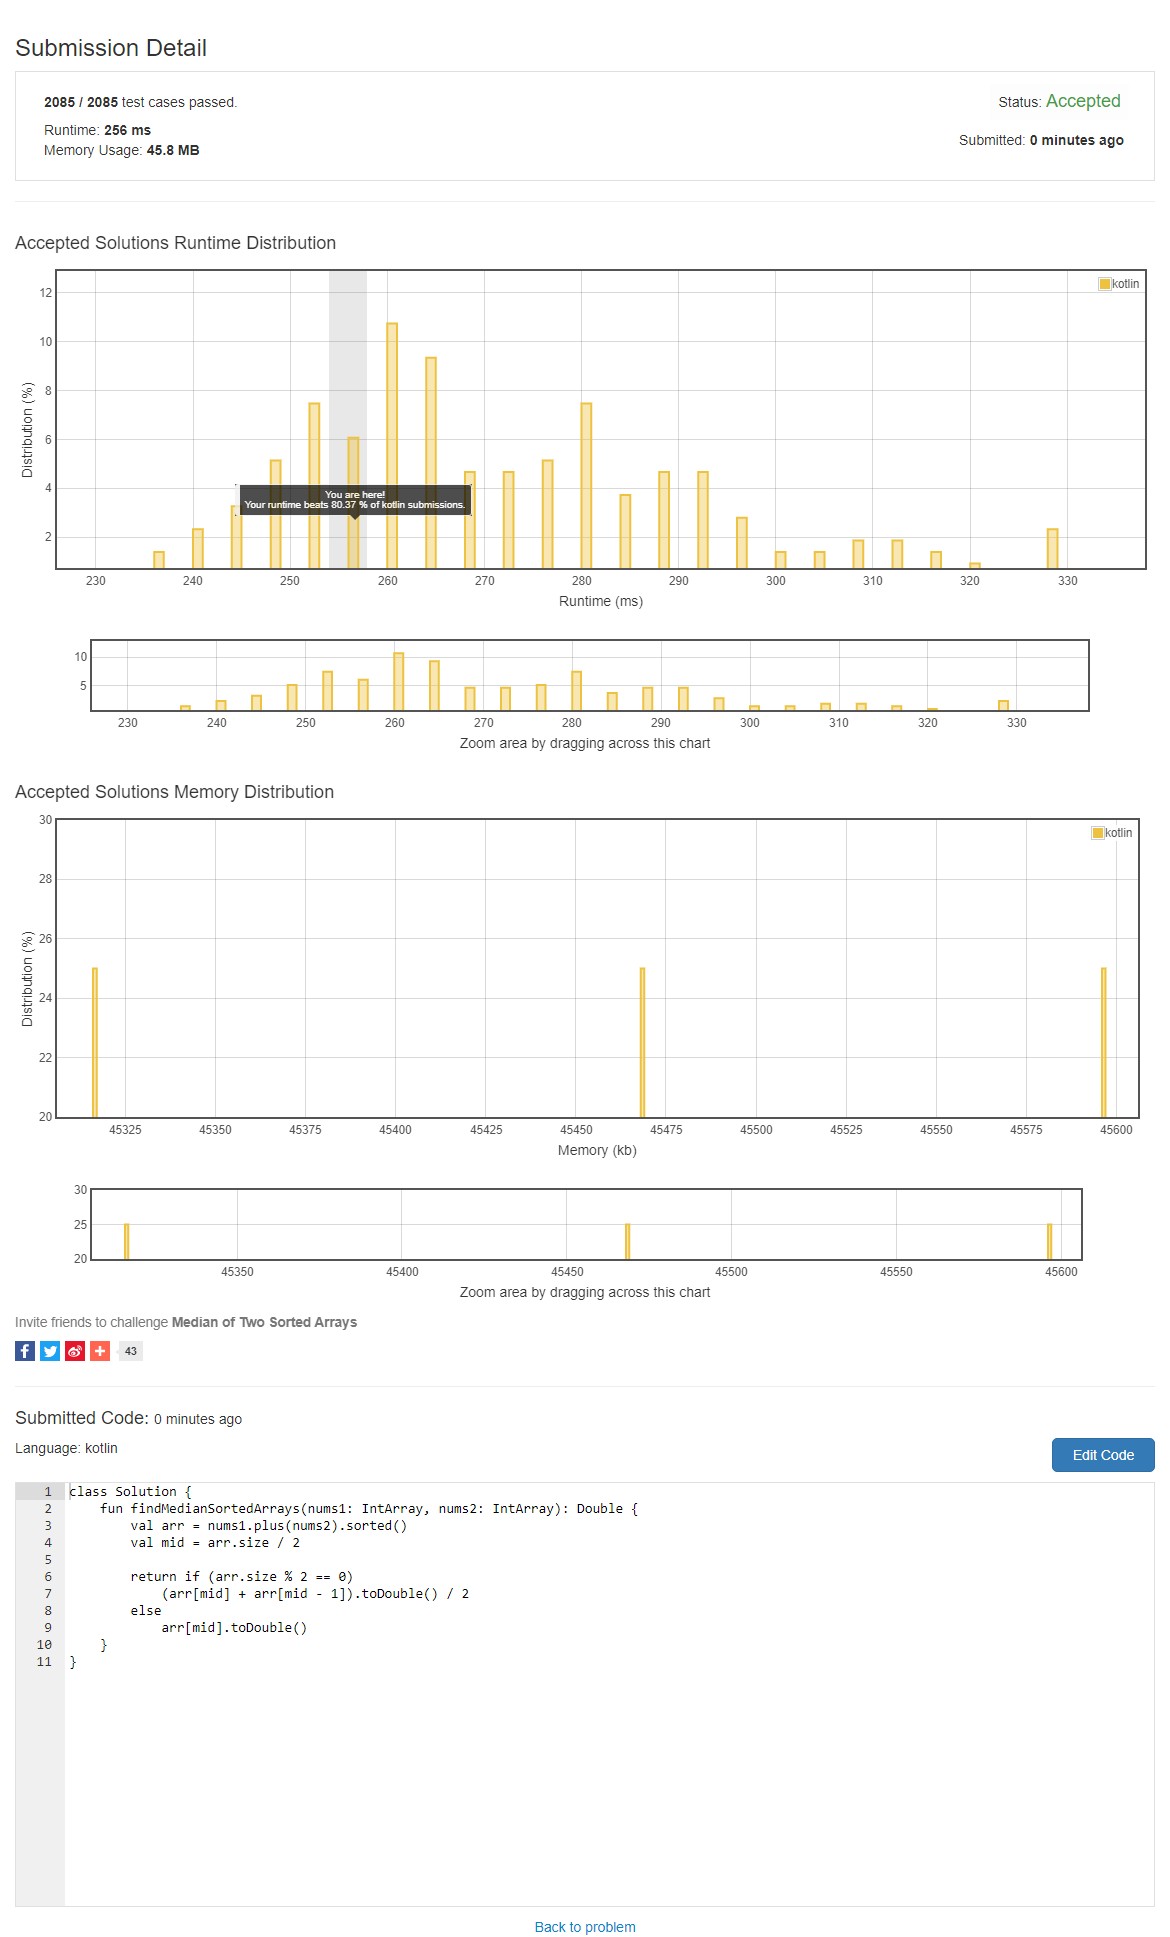 Submission Detail
2085 / 2085 test cases passed.
Status: Accepted
Runtime: 256 ms
Submitted: 0 minutes ago
Memory Usage: 45.8 MB
Accepted Solutions Runtime Distribution
kotlin
12
10
8
6
4
2
Distribution (%)
You are here!
Your runtime beats 80.37 % of kotlin submissions.
230 240 250 260 270 280 290 300 310 320 330
Runtime (ms)
10
5
230 240 250 260 270 280 290 300 310 320 330
Zoom area by dragging across this chart
Accepted Solutions Memory Distribution
kotlin
30
28
26
24
22
20
Distribution (%)
45325 45350 45375 45400 45425 45450 45475 45500 45525 45550 45575 45600
Memory (kb)
30
25
20
45350 45400 45450 45500 45550 45600
Zoom area by dragging across this chart
Invite friends to challenge Median of Two Sorted Arrays
43
Submitted Code: 0 minutes ago
Language: kotlin
Edit Code
1 class Solution {
2     fun findMedianSortedArrays(nums1: IntArray, nums2: IntArray): Double {
3         val arr = nums1.plus(nums2).sorted()
4         val mid = arr.size / 2
5
6         return if (arr.size % 2 == 0)
7             (arr[mid] + arr[mid - 1]).toDouble() / 2
8         else
9             arr[mid].toDouble()
10     }
11 }
Back to problem